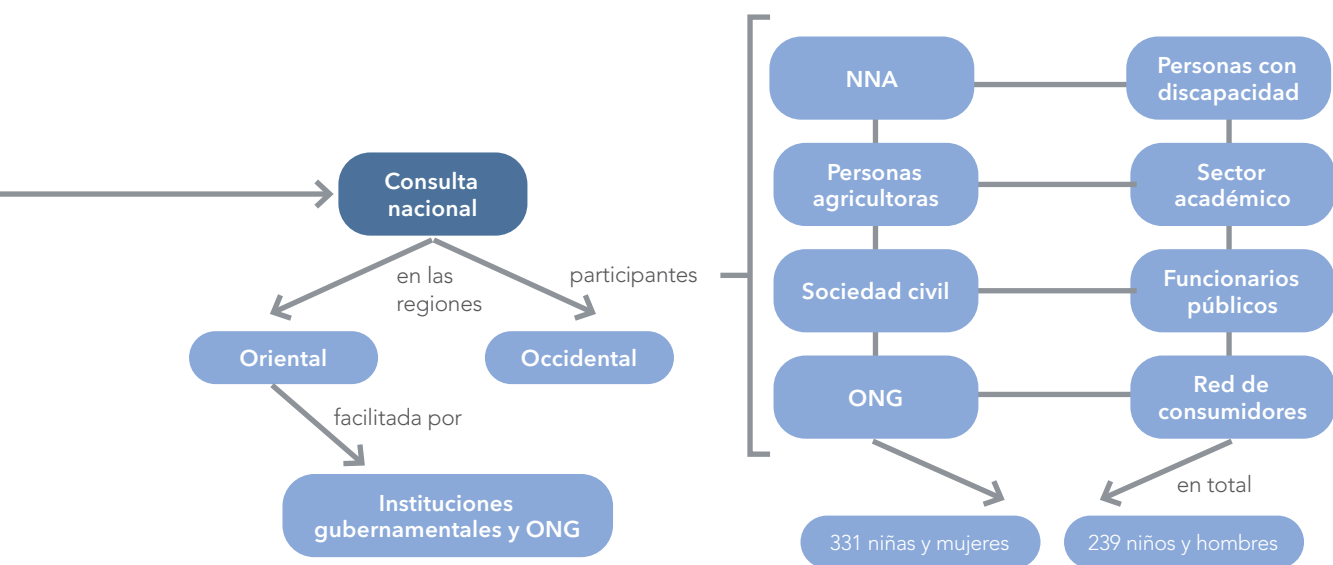 Consulta
nacional
en las
regiones
Oriental
Occidental
facilitada por
Instituciones
gubernamentales y ONG
participantes
NNA
Personas con
discapacidad
Personas
agricultoras
Sector
académico
Sociedad civil
Funcionarios
públicos
ONG
Red de
consumidores
en total
331 niñas y mujeres
239 niños y hombres